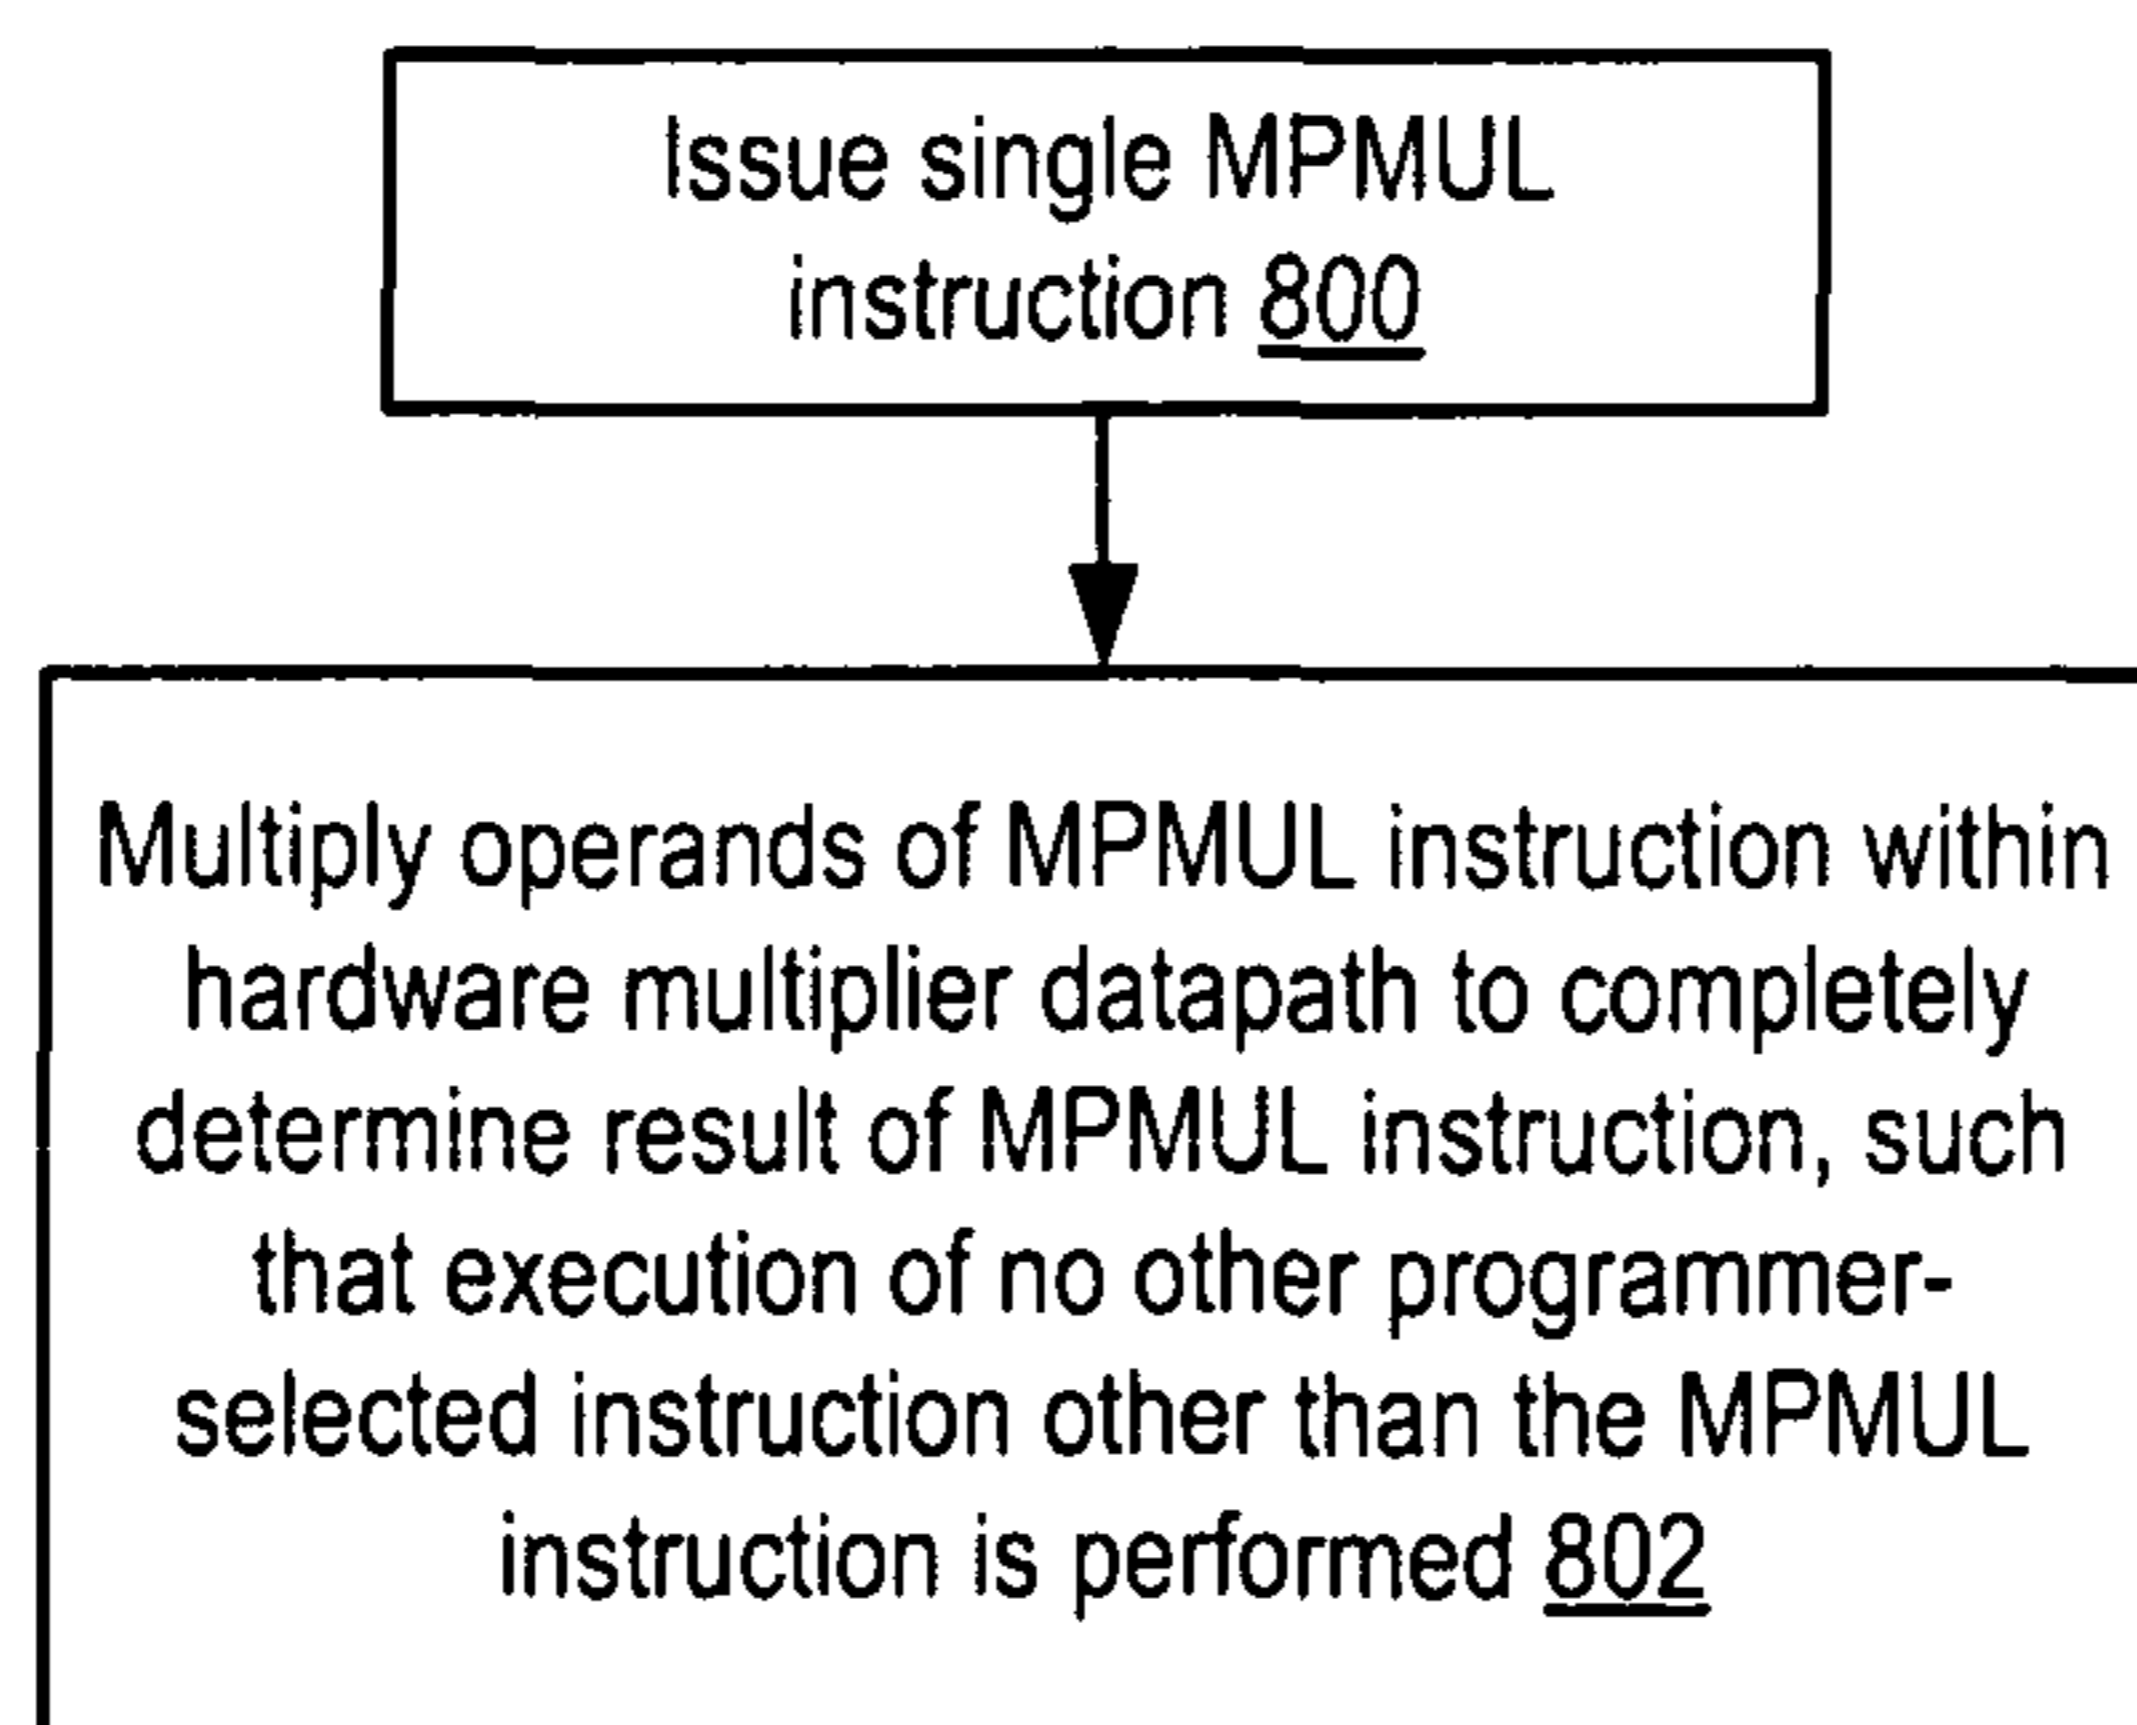 Issue single MPMUL
instruction 800
Multiply operands of MPMUL instruction within
hardware multiplier datapath to completely
determine result of MPMUL instruction, such
that execution of no other programmer-
selected instruction other than the MPMUL
instruction is performed 802